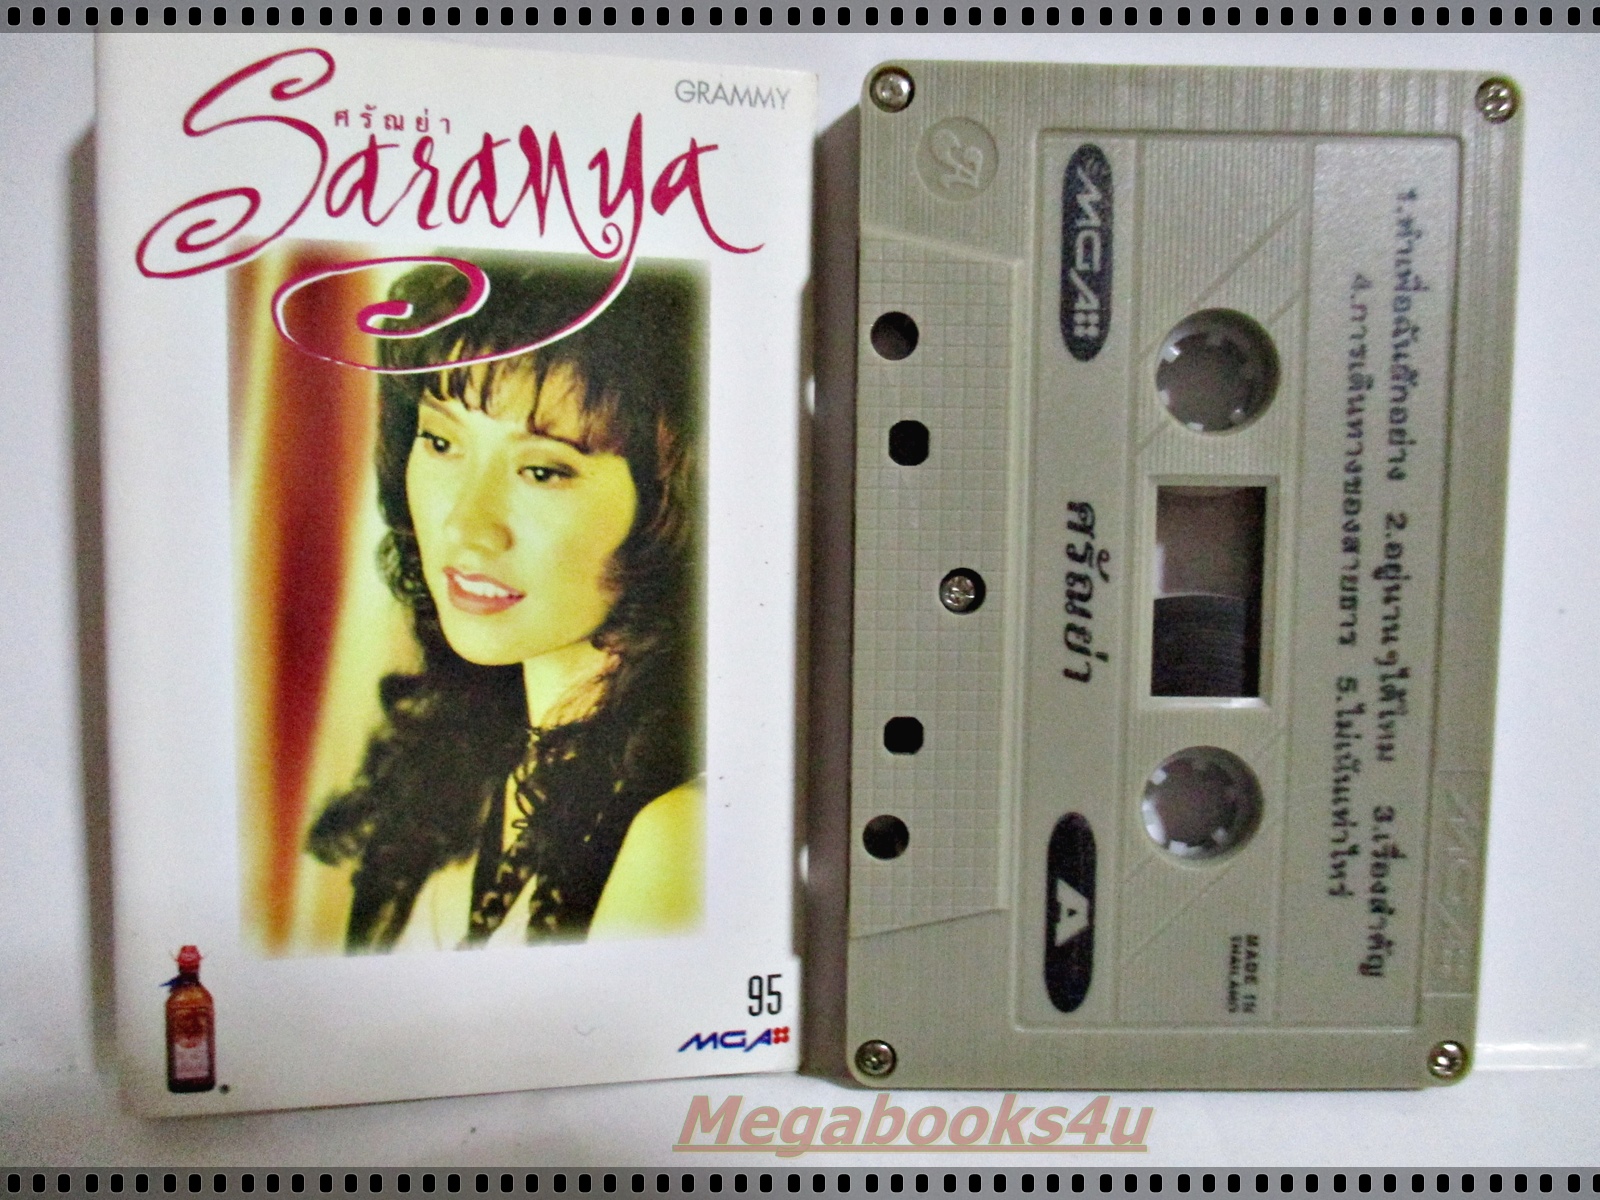 GRAMMY
ศรัณย่า
Saranya
95
MGA
MGA
ศรัณย่า
A
1.ทำเพื่อฉันสักอย่าง 2.อยู่นานๆได้ไหม 3.เรื่องสำคัญ
4.การเดินทางของสายธาร 5.ไม่เป็นแท่าไหร่
MADE IN
THAILAND
MGA
Megabooks4u